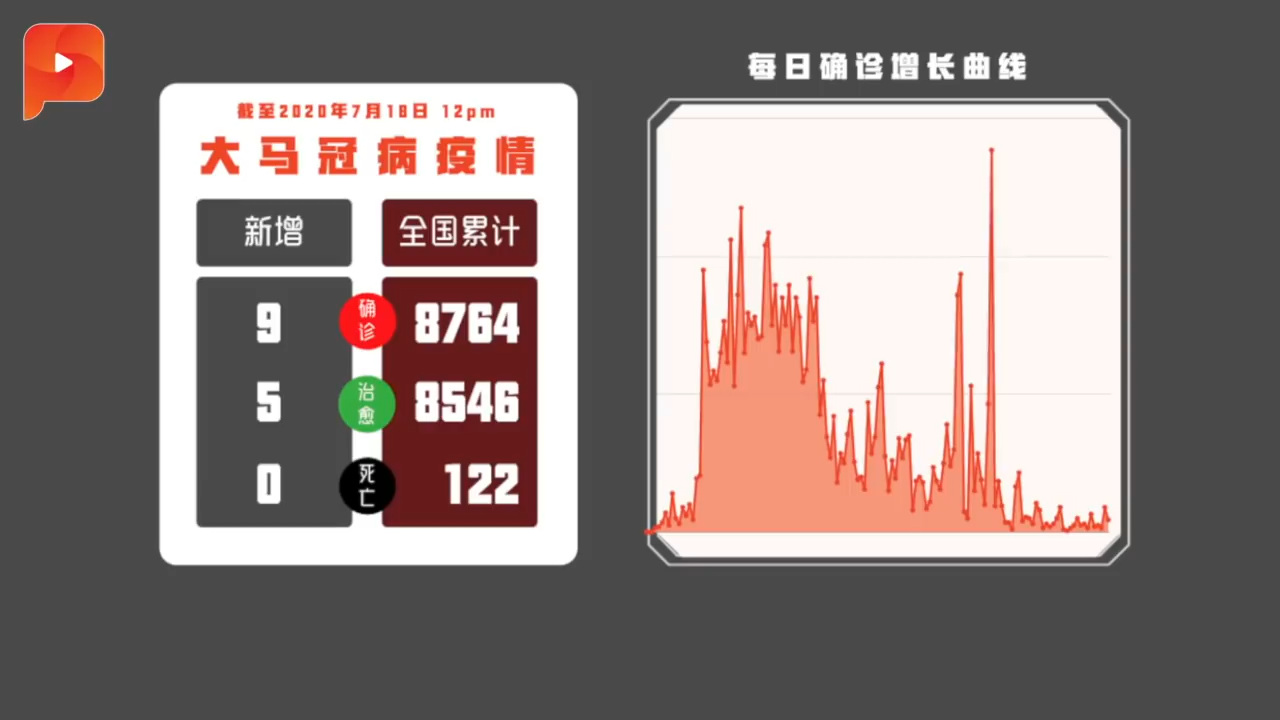 截至2020年7月18日 12pm
大马冠病疫情
新增 全国累计
9 确诊 8764
5 治愈 8546
0 死亡 122
每日确诊增长曲线